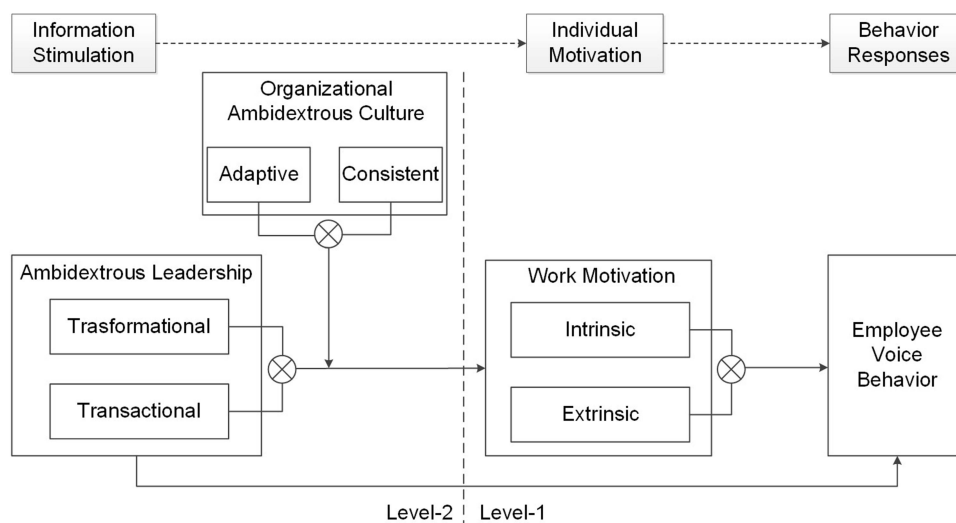 Information
Stimulation
Individual
Motivation
Behavior
Responses
Organizational
Ambidextrous Culture
Adaptive
Consistent
Ambidextrous Leadership
Trasformational
Transactional
Work Motivation
Intrinsic
Extrinsic
Employee
Voice
Behavior
Level-2
Level-1